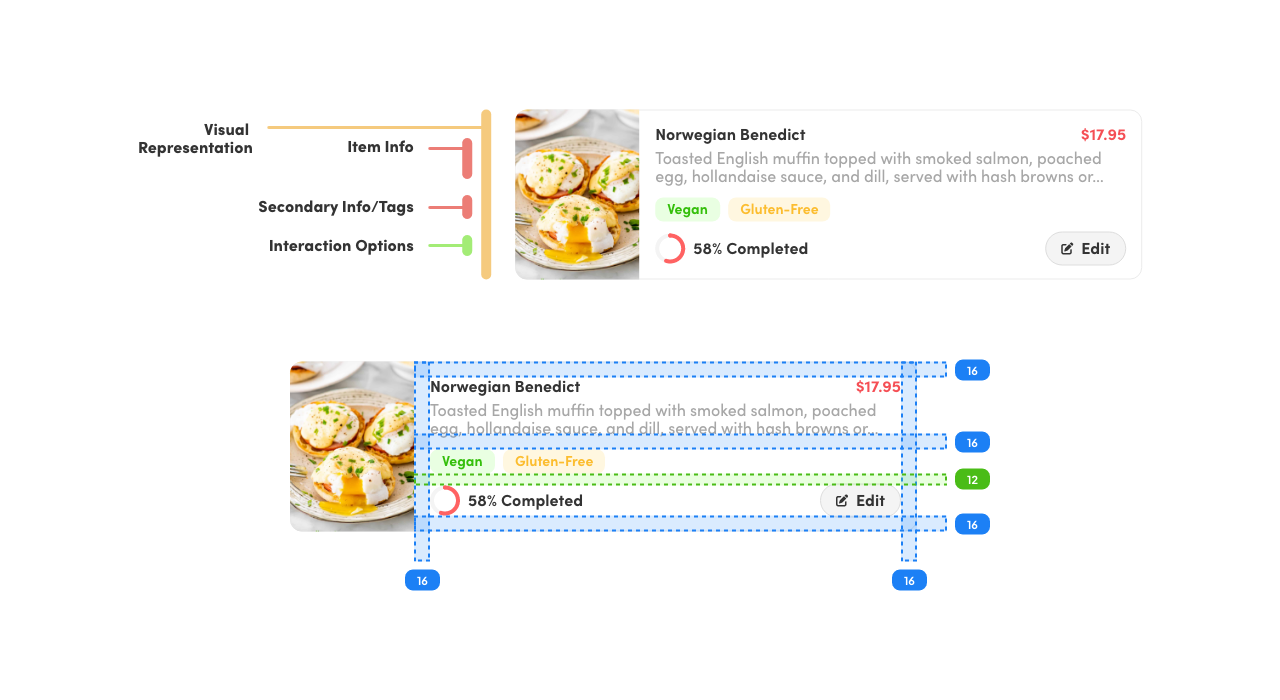 Visual
Representation
Item Info
Secondary Info/Tags
Interaction Options
Norwegian Benedict
$17.95
Toasted English muffin topped with smoked salmon, poached
egg, hollandaise sauce, and dill, served with hash browns or...
Vegan
Gluten-Free
58% Completed
Edit
16
Norwegian Benedict
$17.95
Toasted English muffin topped with smoked salmon, poached
egg, hollandaise sauce, and dill, served with hash browns or...
16
Vegan
Gluten-Free
12
58% Completed
Edit
16
16
16